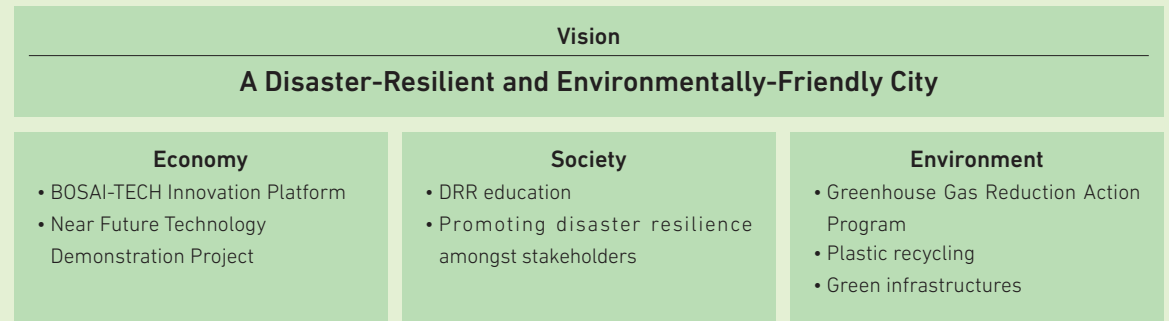 Vision
A Disaster-Resilient and Environmentally-Friendly City
Economy
• BOSAI-TECH Innovation Platform
• Near Future Technology
Demonstration Project
Society
• DRR education
• Promoting disaster resilience
amongst stakeholders
Environment
• Greenhouse Gas Reduction Action
Program
• Plastic recycling
• Green infrastructures